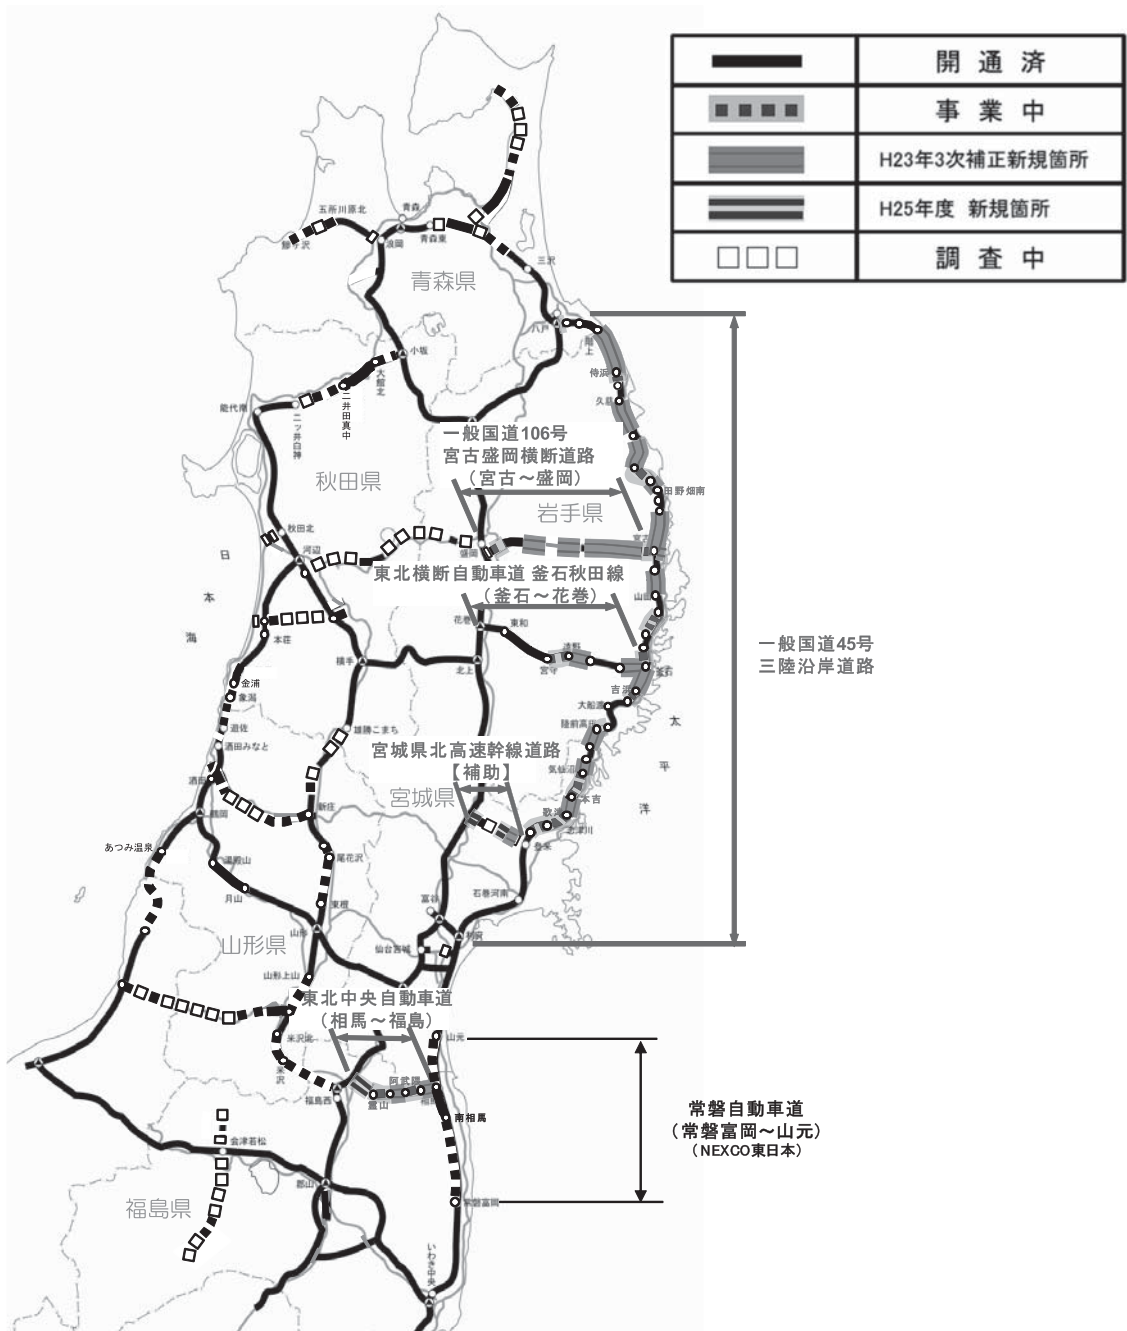 開通済
事業中
H23年3次補正新規箇所
H25年度 新規箇所
調査中
青森
五所川原北
鰺ヶ沢
浪岡
青森東
三沢
青森県
八戸
階上
小坂
大館北
侍浜
久慈
能代南
二ッ井白神
二井田真中
一般国道106号
宮古盛岡横断道路
(宮古～盛岡)
秋田県
岩手県
田野畑南
秋田北
河辺
盛岡
日本海
東北横断自動車道 釜石秋田線
(釜石～花巻)
花巻
東和
本荘
横手
北上
宮守
遠野
釜石
一般国道45号
三陸沿岸道路
金浦
象潟
吉浜
大船渡
陸前高田
太平洋
遊佐
酒田みなと
雄勝こまち
宮城県北高速幹線道路
【補助】
気仙沼
本吉
宮城県
新庄
鶴岡
歌津
志津川
登米
あつみ温泉
湯殿山
尾花沢
月山
東根
石巻河南
富谷
山形
仙台宮城
利府
山形県
山形上山
東北中央自動車道
(相馬～福島)
米沢北
米沢
山元
阿武隈
霊山
福島西
南相馬
常磐自動車道
(常磐富岡～山元)
(NEXCO東日本)
会津若松
郡山
常磐富岡
福島県
いわき中央